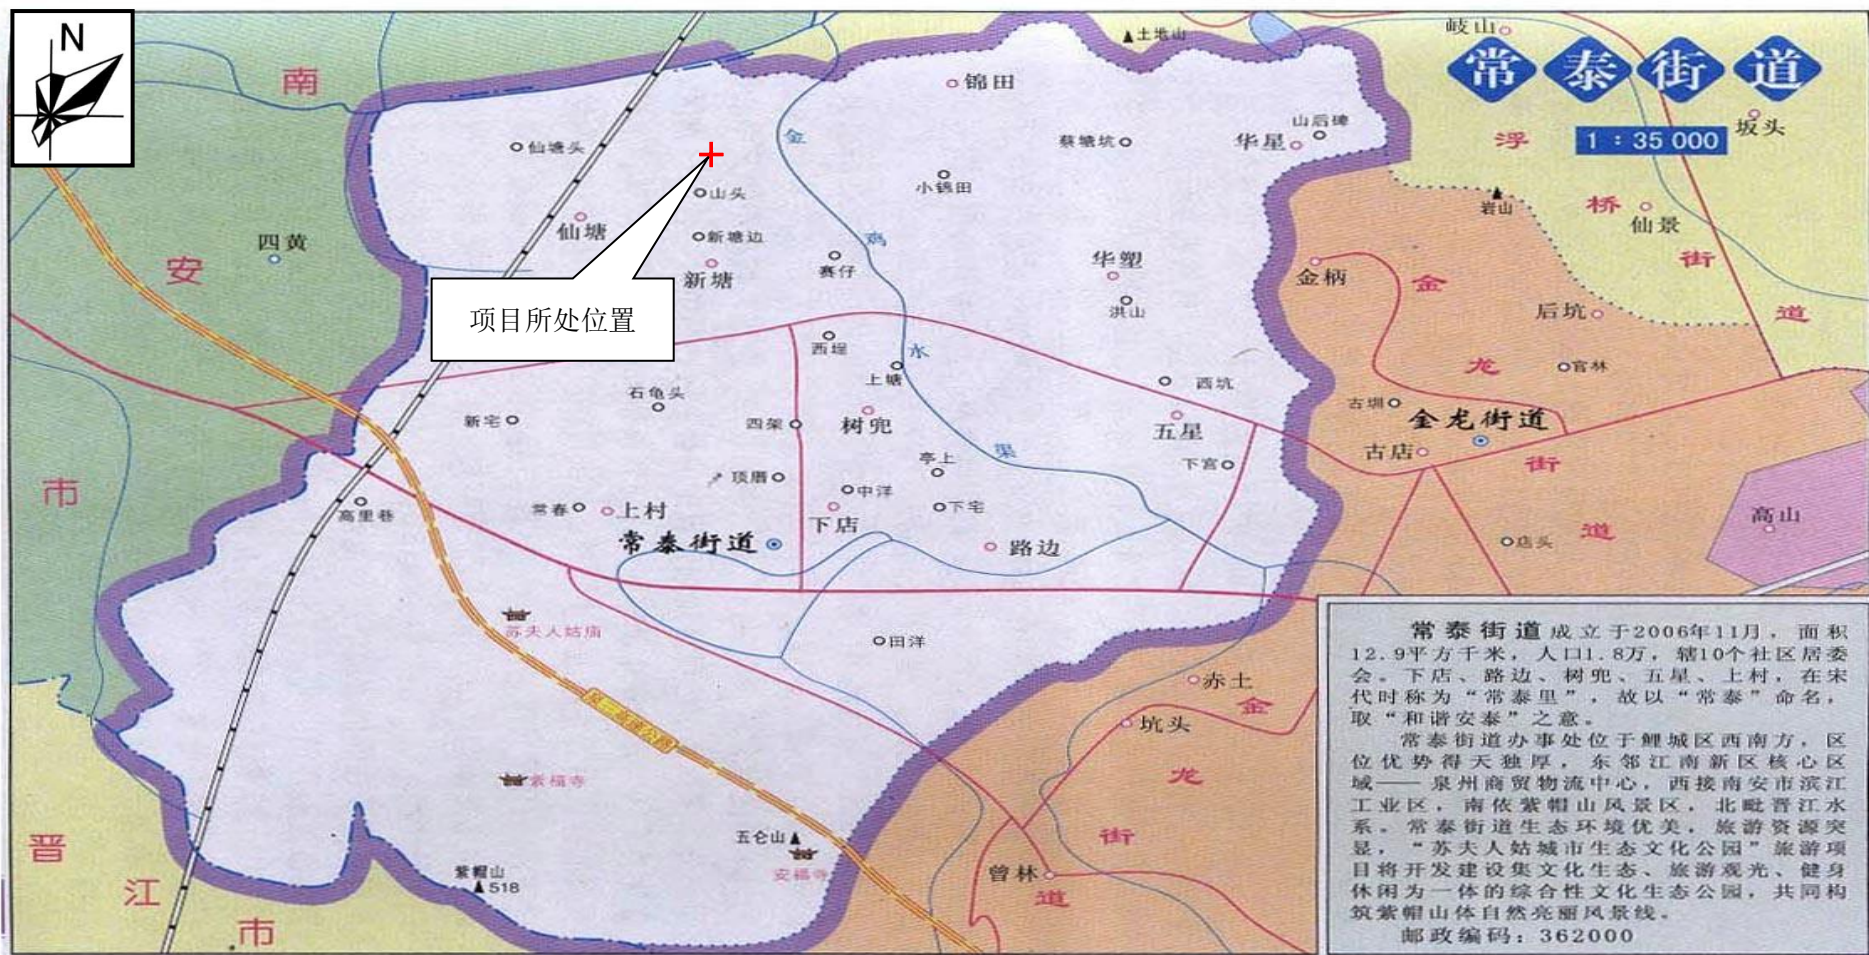 N
常泰街道
1：35 000
岐山
土地山
坂头
南
锦田
山后碑
华星
蔡塘坑
仙塘头
金
浮
小锦田
山头
岩山
桥
仙景
仙塘
新塘边
四黄
鸡
街
安
新塘
赛仔
华塑
金柄
金
洪山
后坑
道
项目所处位置
西堤
水
上塘
龙
官林
石龟头
西坑
新宅
四架
树兜
五星
古圳
金龙街道
渠
古店
街
亭上
下宫
市
顶厝
中洋
高里巷
常春
上村
下店
下宅
高山
常泰街道
路边
店头
道
苏夫人姑庙
田洋
赤土
金
坑头
紫福寺
龙
五仑山
街
安福寺
晋
紫帽山
518
曾林
道
江
市
常泰街道成立于2006年11月，面积
12.9平方千米，人口1.8万，辖10个社区居委
会。下店、路边、树兜、五星、上村，在宋
代时称为“常泰里”，故以“常泰”命名，
取“和谐安泰”之意。
常泰街道办事处位于鲤城区西南方，区
位优势得天独厚，东邻江南新区核心区
域——泉州商贸物流中心，西接南安市滨江
工业区，南依紫帽山风景区，北毗晋江水
系。常泰街道生态环境优美，旅游资源突
显，“苏夫人姑城市生态文化公园”旅游项
目将开发建设集文化生态、旅游观光、健身
休闲为一体的综合性文化生态公园，共同构
筑紫帽山体自然亮丽风景线。
邮政编码：362000